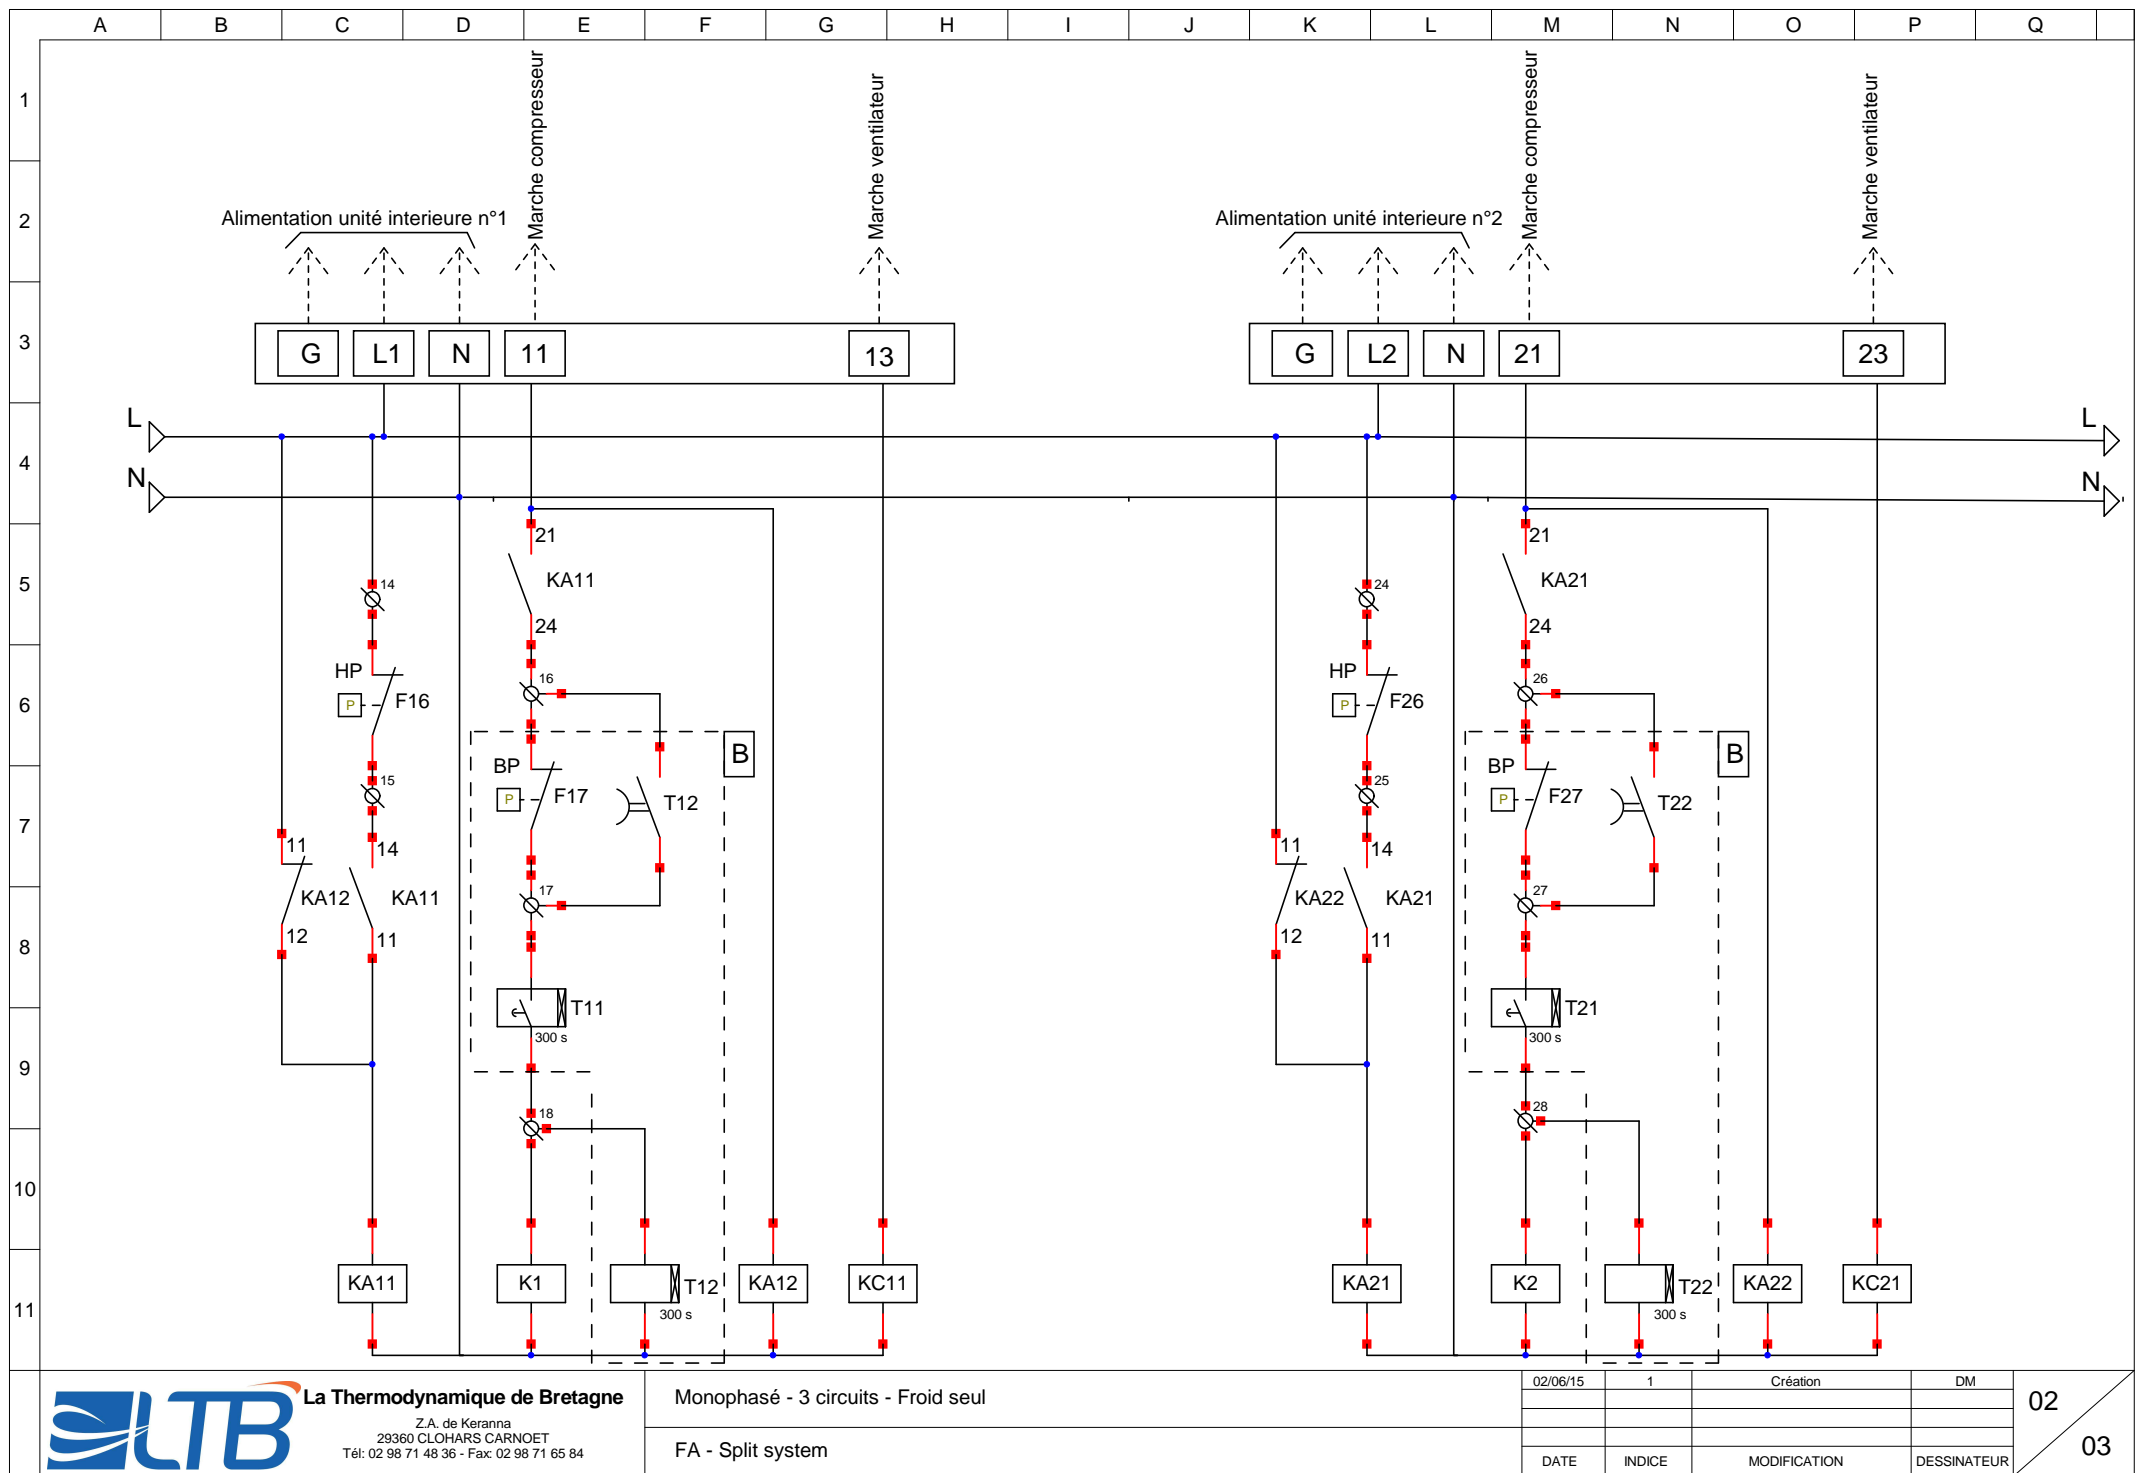 A B C D E F G H I J K L M N O P Q
1
2
3
4
5
6
7
8
9
10
11
Marche compresseur
Marche ventilateur
Marche compresseur
Marche ventilateur
Alimentation unité interieure n°1
Alimentation unité interieure n°2
G L1 N 11 13
G L2 N 21 23
L
L
N
N
21
KA11
24
14
HP
P
F16
15
16
BP
P
F17
T12
B
11
KA12
12
14
KA11
11
17
T11
300 s
18
KA11
K1
T12
300 s
KA12
KC11
21
KA21
24
24
HP
P
F26
25
26
BP
P
F27
T22
B
11
KA22
12
14
KA21
11
27
T21
300 s
28
KA21
K2
T22
300 s
KA22
KC21
LTB
La Thermodynamique de Bretagne
Z.A. de Keranna
29360 CLOHARS CARNOET
Tél: 02 98 71 48 36 - Fax: 02 98 71 65 84
Monophasé - 3 circuits - Froid seul
FA - Split system
02/06/15 1 Création DM
DATE INDICE MODIFICATION DESSINATEUR
02
03